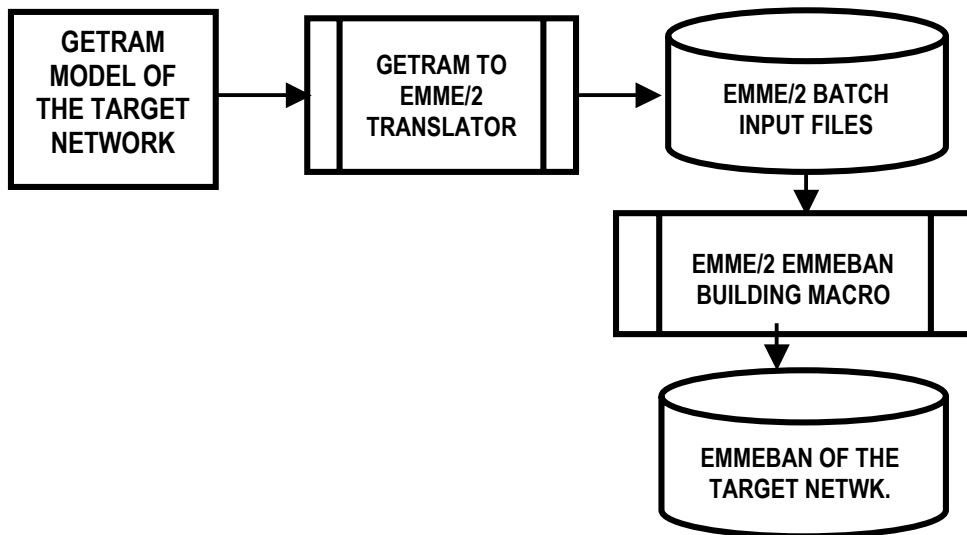 GETRAM
MODEL OF
THE TARGET
NETWORK
GETRAM TO
EMME/2
TRANSLATOR
EMME/2 BATCH
INPUT FILES
EMME/2 EMMEBAN
BUILDING MACRO
EMMEBAN OF THE
TARGET NETWK.